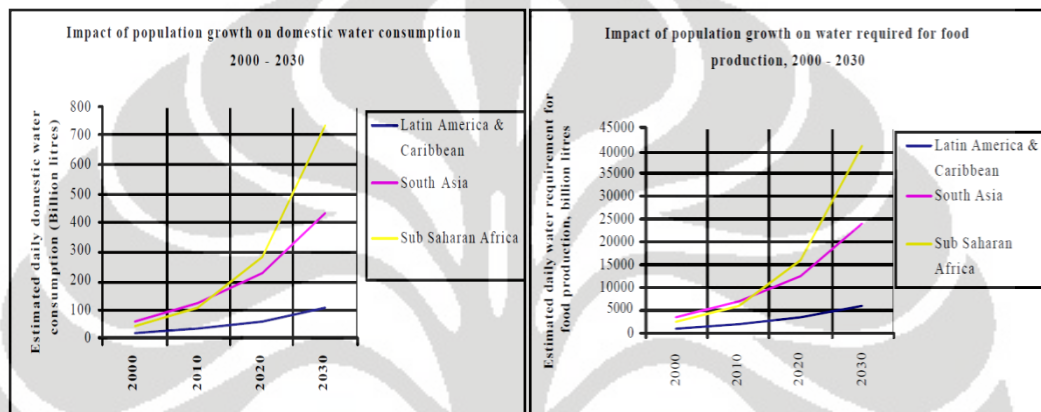 Impact of population growth on domestic water consumption
2000 - 2030
Estimated daily domestic water
consumption (Billion litres)
800
700
600
500
400
300
200
100
0
2000
2010
2020
2030
Latin America &
Caribbean
South Asia
Sub Saharan Africa
Impact of population growth on water required for food
production, 2000 - 2030
Estimated daily water requirement for
food production, billion litres
45000
40000
35000
30000
25000
20000
15000
10000
5000
0
2000
2010
2020
2030
Latin America &
Caribbean
South Asia
Sub Saharan
Africa